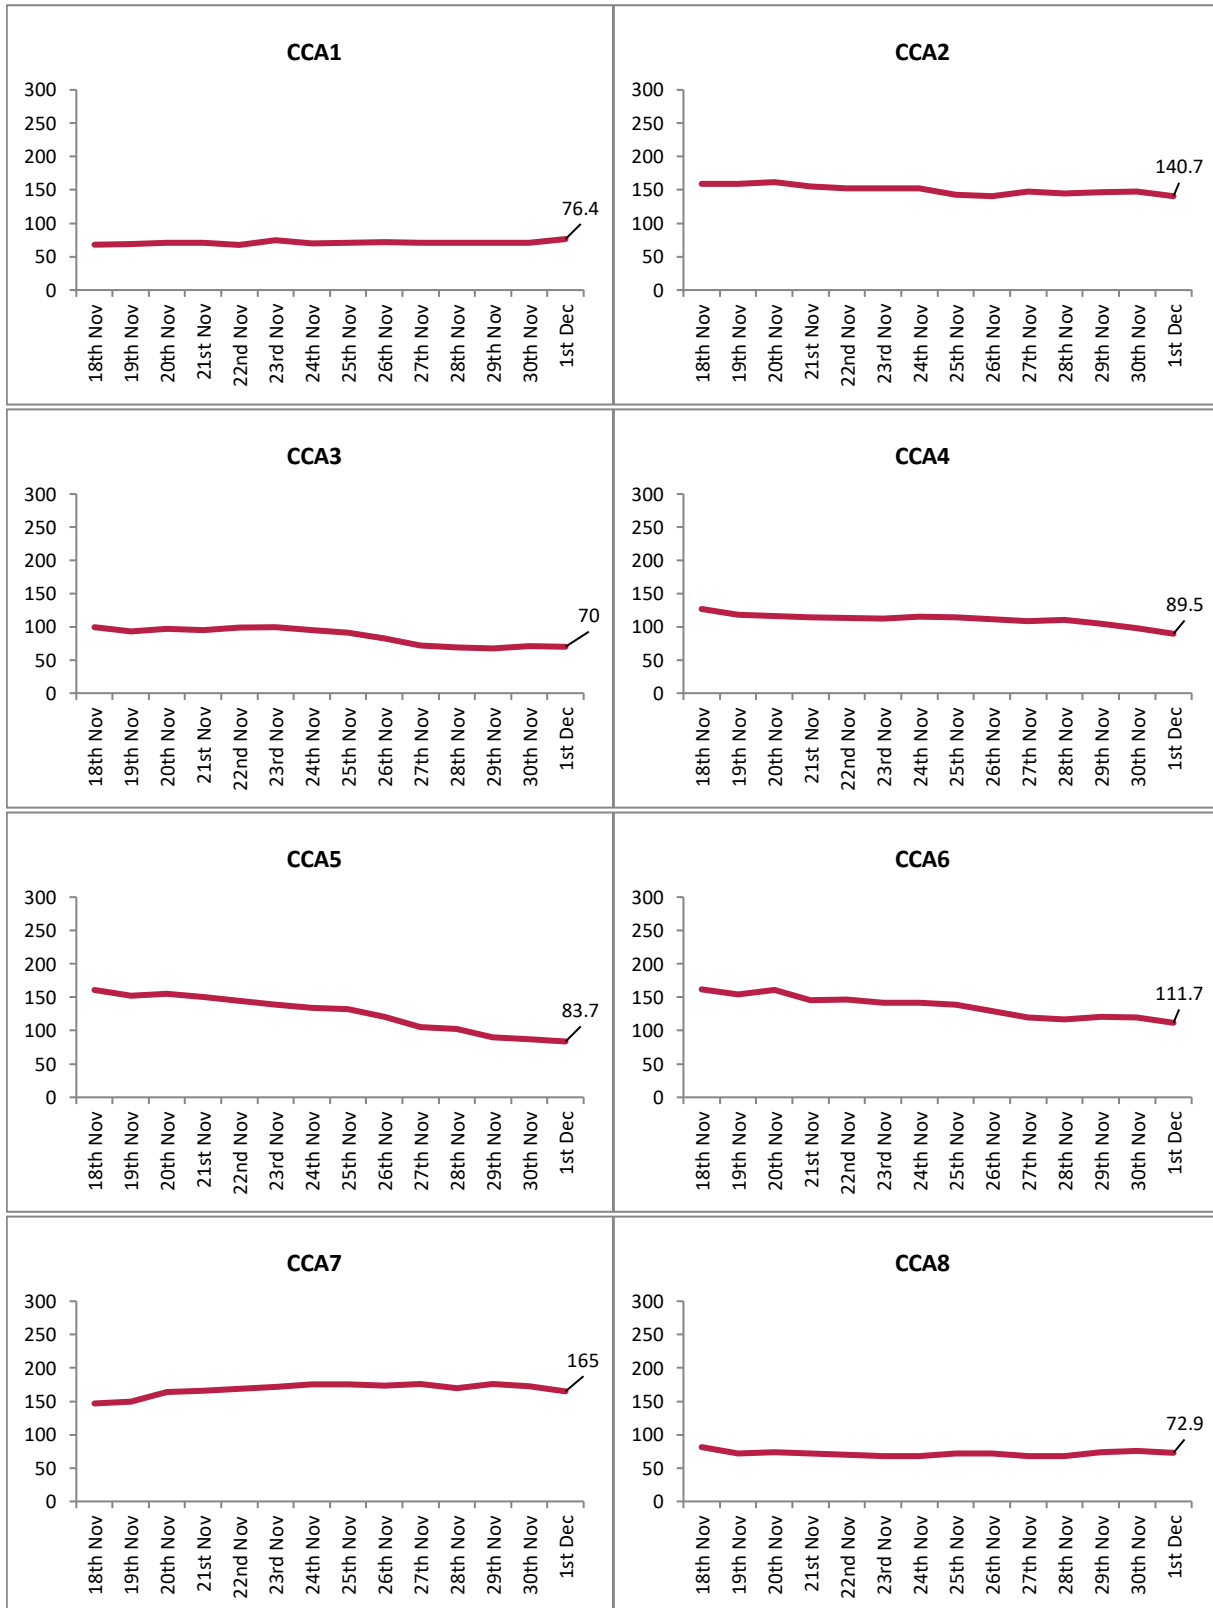 CCA1
300
250
200
150
100
50
0
76.4
18th Nov
19th Nov
20th Nov
21st Nov
22nd Nov
23rd Nov
24th Nov
25th Nov
26th Nov
27th Nov
28th Nov
29th Nov
30th Nov
1st Dec
CCA2
300
250
200
150
100
50
0
140.7
18th Nov
19th Nov
20th Nov
21st Nov
22nd Nov
23rd Nov
24th Nov
25th Nov
26th Nov
27th Nov
28th Nov
29th Nov
30th Nov
1st Dec
CCA3
300
250
200
150
100
50
0
70
18th Nov
19th Nov
20th Nov
21st Nov
22nd Nov
23rd Nov
24th Nov
25th Nov
26th Nov
27th Nov
28th Nov
29th Nov
30th Nov
1st Dec
CCA4
300
250
200
150
100
50
0
89.5
18th Nov
19th Nov
20th Nov
21st Nov
22nd Nov
23rd Nov
24th Nov
25th Nov
26th Nov
27th Nov
28th Nov
29th Nov
30th Nov
1st Dec
CCA5
300
250
200
150
100
50
0
83.7
18th Nov
19th Nov
20th Nov
21st Nov
22nd Nov
23rd Nov
24th Nov
25th Nov
26th Nov
27th Nov
28th Nov
29th Nov
30th Nov
1st Dec
CCA6
300
250
200
150
100
50
0
111.7
18th Nov
19th Nov
20th Nov
21st Nov
22nd Nov
23rd Nov
24th Nov
25th Nov
26th Nov
27th Nov
28th Nov
29th Nov
30th Nov
1st Dec
CCA7
300
250
200
150
100
50
0
165
18th Nov
19th Nov
20th Nov
21st Nov
22nd Nov
23rd Nov
24th Nov
25th Nov
26th Nov
27th Nov
28th Nov
29th Nov
30th Nov
1st Dec
CCA8
300
250
200
150
100
50
0
72.9
18th Nov
19th Nov
20th Nov
21st Nov
22nd Nov
23rd Nov
24th Nov
25th Nov
26th Nov
27th Nov
28th Nov
29th Nov
30th Nov
1st Dec